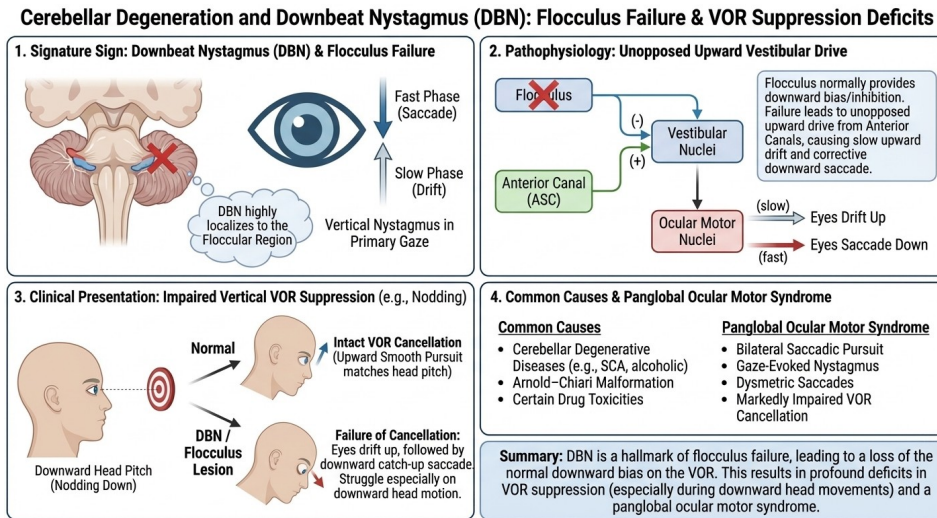 Cerebellar Degeneration and Downbeat Nystagmus (DBN): Flocculus Failure & VOR Suppression Deficits
1. Signature Sign: Downbeat Nystagmus (DBN) & Flocculus Failure
Fast Phase
(Saccade)
Slow Phase
(Drift)
DBN highly
localizes to the
Floccular Region
Vertical Nystagmus in
Primary Gaze
2. Pathophysiology: Unopposed Upward Vestibular Drive
Flocculus
(-)
(+)
Vestibular
Nuclei
Anterior Canal
(ASC)
Ocular Motor
Nuclei
(slow)
Eyes Drift Up
(fast)
Eyes Saccade Down
Flocculus normally provides
downward bias/inhibition.
Failure leads to unopposed
upward drive from Anterior
Canals, causing slow upward
drift and corrective
downward saccade.
3. Clinical Presentation: Impaired Vertical VOR Suppression (e.g., Nodding)
Downward Head Pitch
(Nodding Down)
Normal
Intact VOR Cancellation
(Upward Smooth Pursuit
matches head pitch)
DBN /
Flocculus
Lesion
Failure of Cancellation:
Eyes drift up, followed by
downward catch-up saccade.
Struggle especially on
downward head motion.
4. Common Causes & Panglobal Ocular Motor Syndrome
Common Causes
• Cerebellar Degenerative
Diseases (e.g., SCA, alcoholic)
• Arnold–Chiari Malformation
• Certain Drug Toxicities
Panglobal Ocular Motor Syndrome
• Bilateral Saccadic Pursuit
• Gaze-Evoked Nystagmus
• Dysmetric Saccades
• Markedly Impaired VOR
Cancellation
Summary: DBN is a hallmark of flocculus failure, leading to a loss of the
normal downward bias on the VOR. This results in profound deficits in
VOR suppression (especially during downward head movements) and a
panglobal ocular motor syndrome.